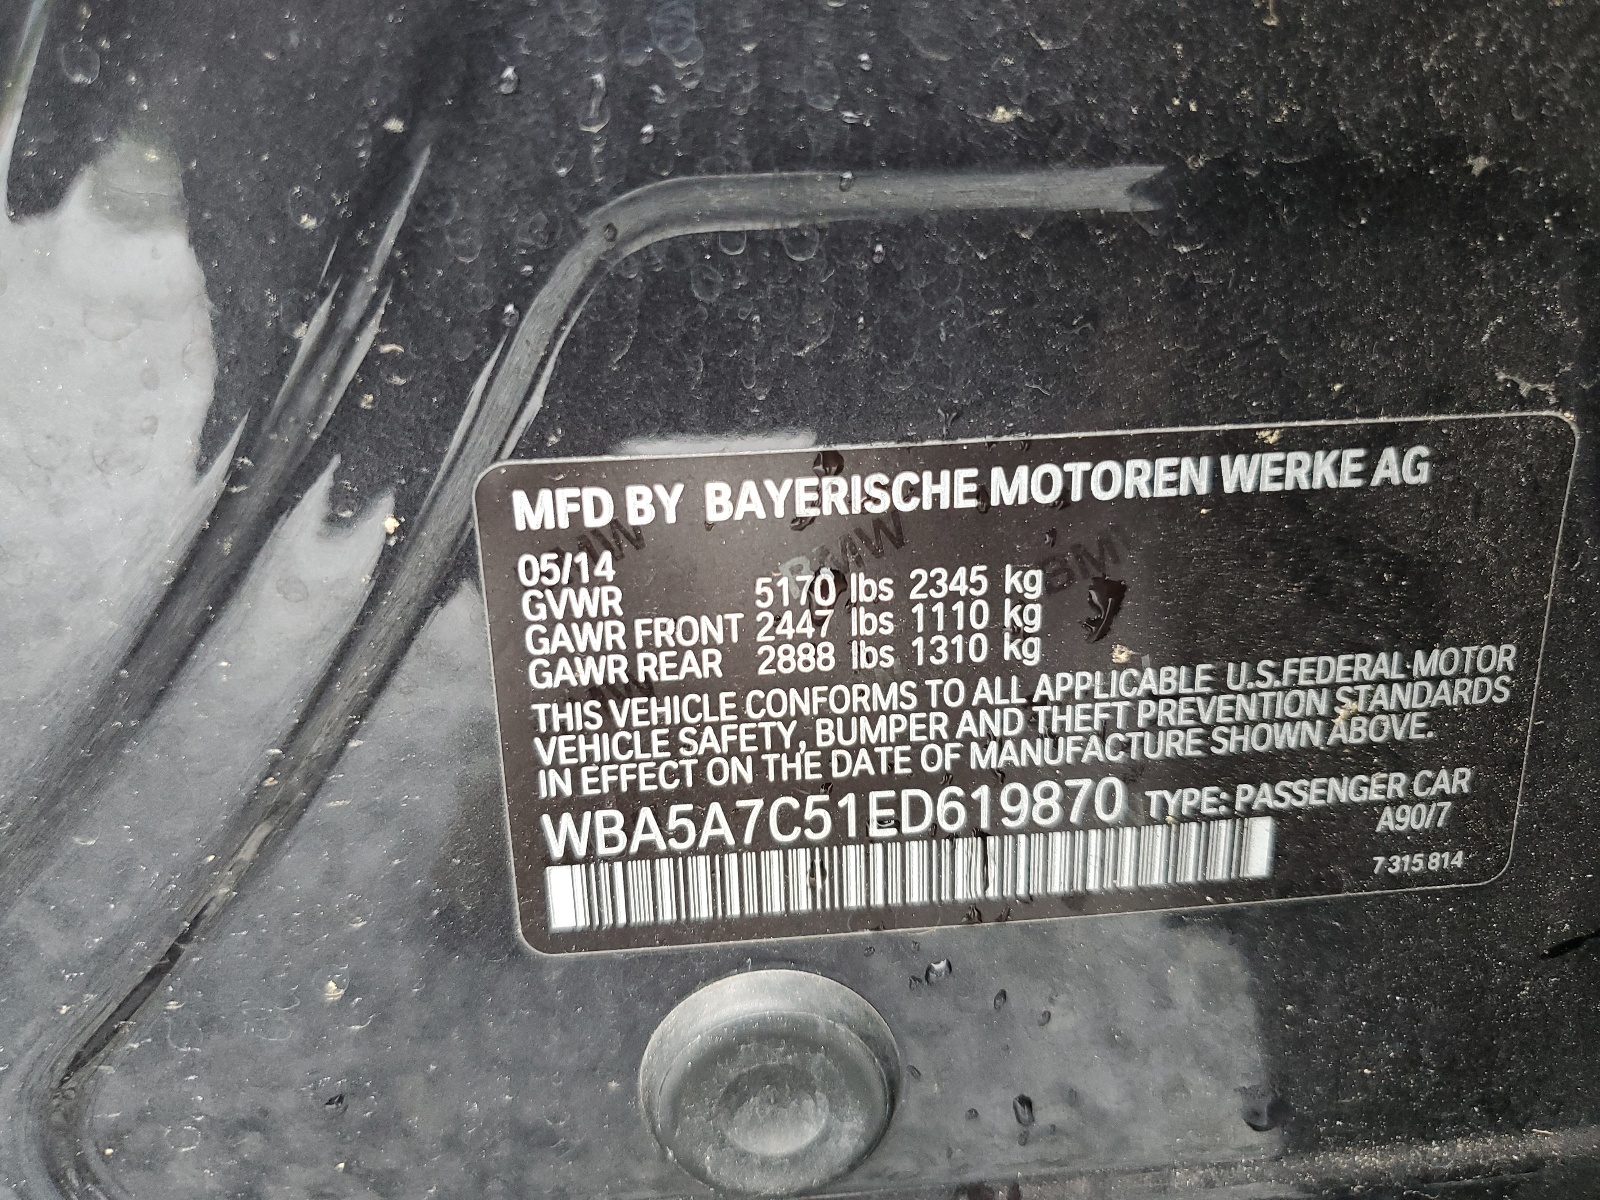 MFD BY BAYERISCHE MOTOREN WERKE AG
05/14
GVWR 5170 lbs 2345 kg
GAWR FRONT 2447 lbs 1110 kg
GAWR REAR 2888 lbs 1310 kg
THIS VEHICLE CONFORMS TO ALL APPLICABLE U.S.FEDERAL MOTOR
VEHICLE SAFETY, BUMPER AND THEFT PREVENTION STANDARDS
IN EFFECT ON THE DATE OF MANUFACTURE SHOWN ABOVE.
WBA5A7C51ED619870 TYPE: PASSENGER CAR
A90/7
7 315 814
BMW